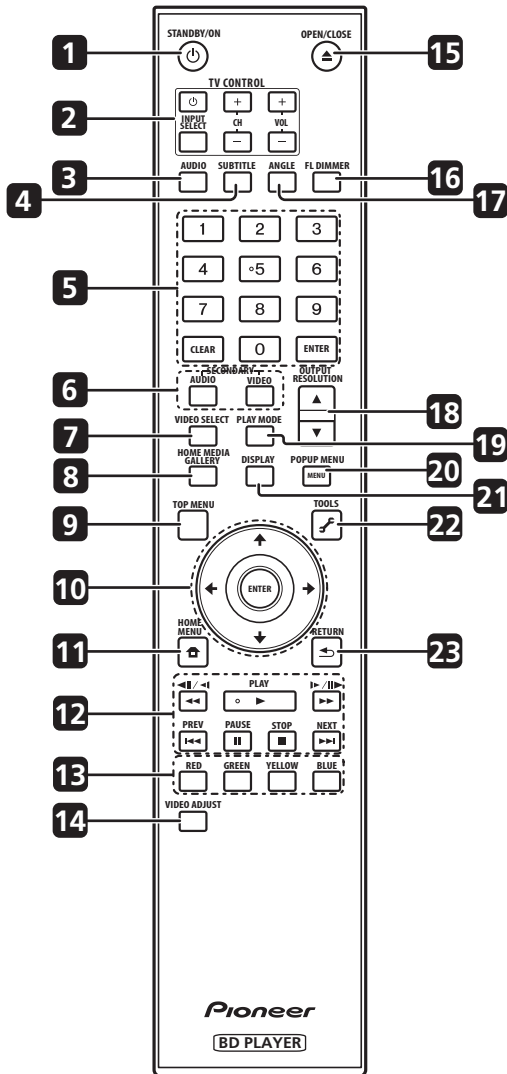 STANDBY/ON OPEN/CLOSE
1 15
TV CONTROL
2
INPUT
SELECT
CH VOL
+ +
– –
AUDIO SUBTITLE ANGLE FL DIMMER
3 16
4 17
1 2 3
4 5 6
5
7 8 9
CLEAR 0 ENTER
SECONDARY
AUDIO VIDEO
OUTPUT
RESOLUTION
6 18
VIDEO SELECT PLAY MODE
7 19
HOME MEDIA
GALLERY
DISPLAY POPUP MENU
MENU
8 20
21
TOP MENU TOOLS
9 22
10 ENTER
HOME
MENU
RETURN
11 23
PLAY
12
PREV PAUSE STOP NEXT
RED GREEN YELLOW BLUE
13
VIDEO ADJUST
14
Pioneer
BD PLAYER